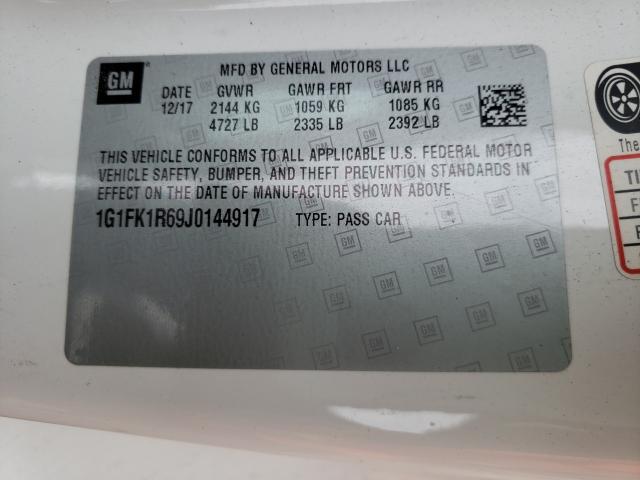 GM
MFD BY GENERAL MOTORS LLC
DATE GVWR GAWR FRT GAWR RR
12/17 2144 KG 1059 KG 1085 KG
4727 LB 2335 LB 2392 LB
THIS VEHICLE CONFORMS TO ALL APPLICABLE U.S. FEDERAL MOTOR
VEHICLE SAFETY, BUMPER, AND THEFT PREVENTION STANDARDS IN
EFFECT ON THE DATE OF MANUFACTURE SHOWN ABOVE.
1G1FK1R69J0144917 TYPE: PASS CAR
The